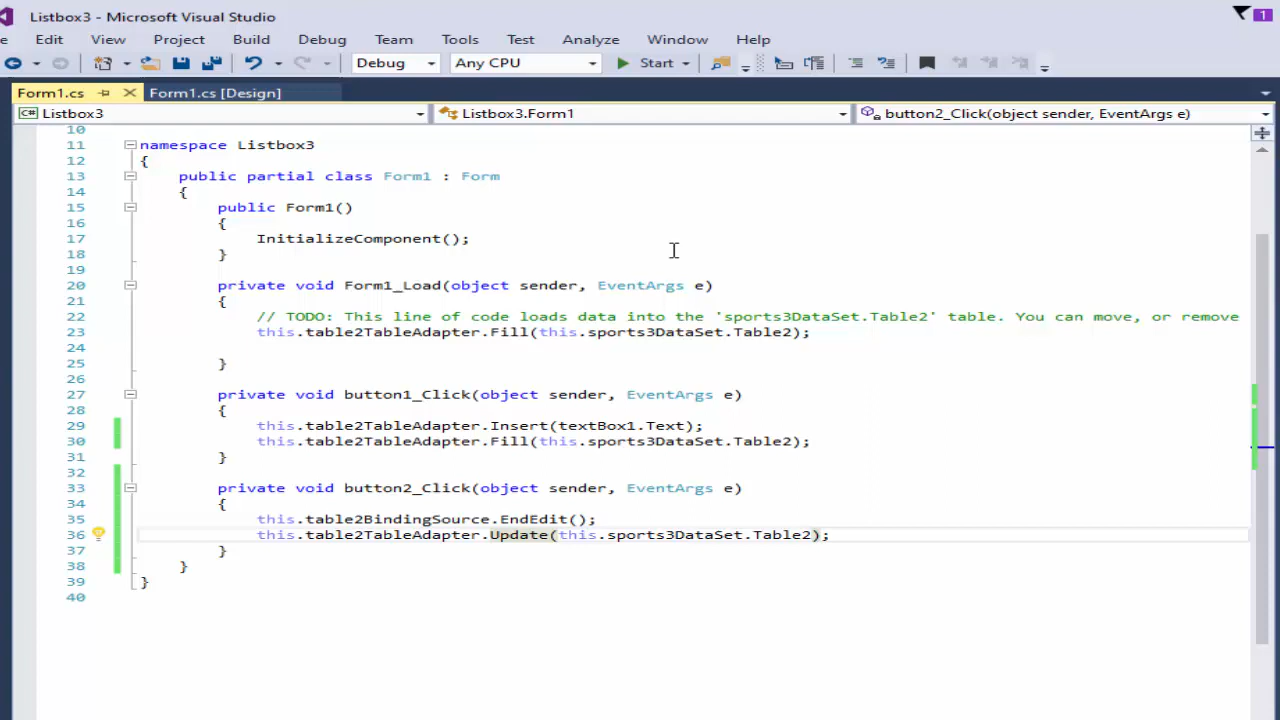 Listbox3 - Microsoft Visual Studio
1
e Edit View Project Build Debug Team Tools Test Analyze Window Help
Debug Any CPU Start
Form1.cs Form1.cs [Design]
C# Listbox3 Listbox3.Form1 button2_Click(object sender, EventArgs e)
10
11 namespace Listbox3
12 {
13 public partial class Form1 : Form
14 {
15 public Form1()
16 {
17 InitializeComponent();
18 }
19
20 private void Form1_Load(object sender, EventArgs e)
21 {
22 // TODO: This line of code loads data into the 'sports3DataSet.Table2' table. You can move, or remove
23 this.table2TableAdapter.Fill(this.sports3DataSet.Table2);
24
25 }
26
27 private void button1_Click(object sender, EventArgs e)
28 {
29 this.table2TableAdapter.Insert(textBox1.Text);
30 this.table2TableAdapter.Fill(this.sports3DataSet.Table2);
31 }
32
33 private void button2_Click(object sender, EventArgs e)
34 {
35 this.table2BindingSource.EndEdit();
36 this.table2TableAdapter.Update(this.sports3DataSet.Table2);
37 }
38 }
39 }
40